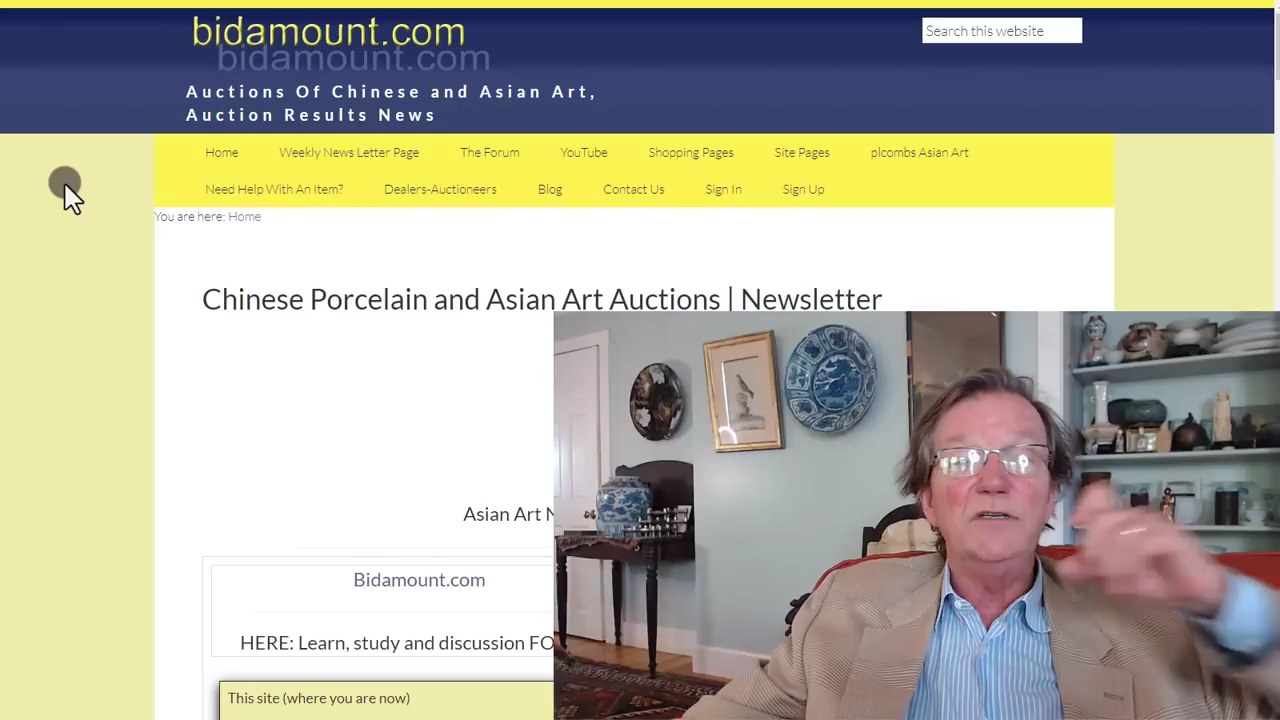 bidamount.com
bidamount.com
Search this website
Auctions Of Chinese and Asian Art,
Auction Results News
Home Weekly News Letter Page The Forum YouTube Shopping Pages Site Pages plcombs Asian Art
Need Help With An Item? Dealers-Auctioneers Blog Contact Us Sign In Sign Up
You are here: Home
Chinese Porcelain and Asian Art Auctions | Newsletter
Asian Art N
Bidamount.com
HERE: Learn, study and discussion FO
This site (where you are now)